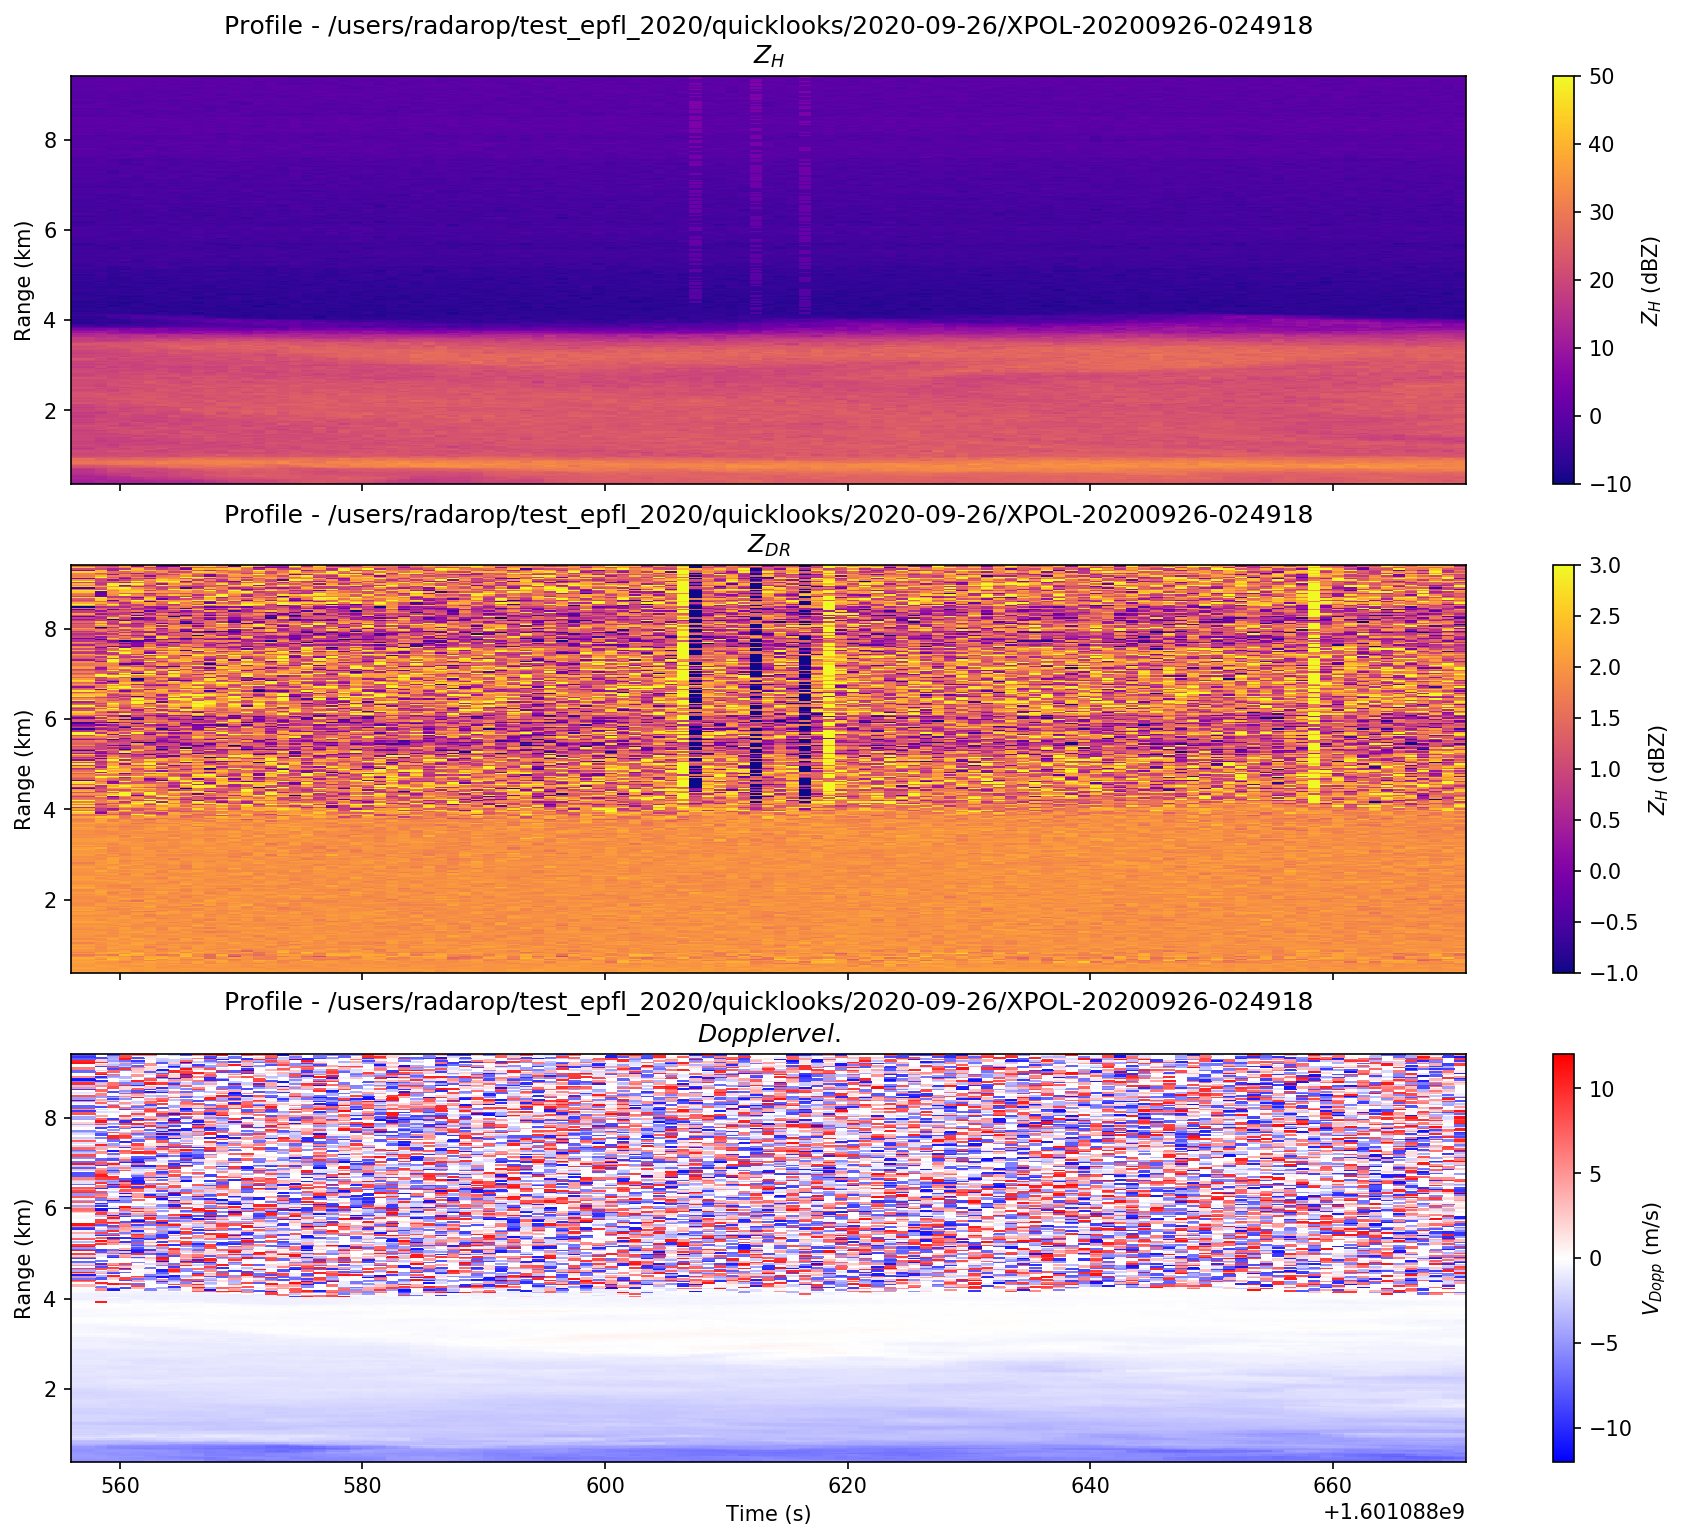 Profile - /users/radarop/test_epfl_2020/quicklooks/2020-09-26/XPOL-20200926-024918
Z_H
8
6
4
2
Range (km)
50
40
30
20
10
0
−10
Z_H (dBZ)
Profile - /users/radarop/test_epfl_2020/quicklooks/2020-09-26/XPOL-20200926-024918
Z_DR
8
6
4
2
Range (km)
3.0
2.5
2.0
1.5
1.0
0.5
0.0
−0.5
−1.0
Z_H (dBZ)
Profile - /users/radarop/test_epfl_2020/quicklooks/2020-09-26/XPOL-20200926-024918
Dopplervel.
8
6
4
2
Range (km)
10
5
0
−5
−10
V_Dopp (m/s)
560 580 600 620 640 660
Time (s)
+1.601088e9